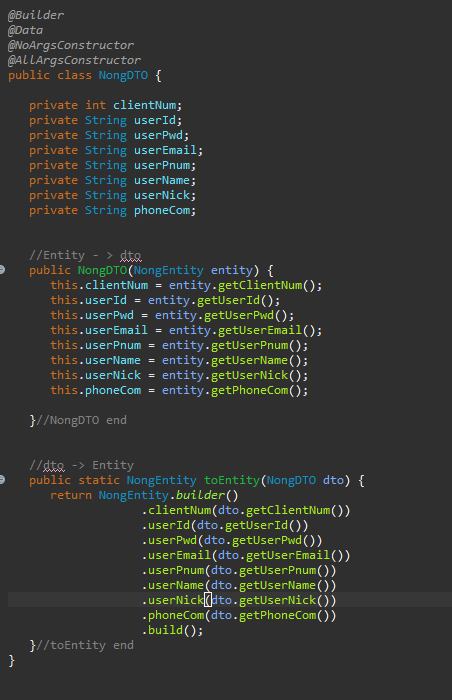 @Builder
@Data
@NoArgsConstructor
@AllArgsConstructor
public class NongDTO {
private int clientNum;
private String userId;
private String userPwd;
private String userEmail;
private String userPnum;
private String userName;
private String userNick;
private String phoneCom;
//Entity - > dto
public NongDTO(NongEntity entity) {
this.clientNum = entity.getClientNum();
this.userId = entity.getUserId();
this.userPwd = entity.getUserPwd();
this.userEmail = entity.getUserEmail();
this.userPnum = entity.getUserPnum();
this.userName = entity.getUserName();
this.userNick = entity.getUserNick();
this.phoneCom = entity.getPhoneCom();
}//NongDTO end
//dto -> Entity
public static NongEntity toEntity(NongDTO dto) {
return NongEntity.builder()
.clientNum(dto.getClientNum())
.userId(dto.getUserId())
.userPwd(dto.getUserPwd())
.userEmail(dto.getUserEmail())
.userPnum(dto.getUserPnum())
.userName(dto.getUserName())
.userNick(dto.getUserNick())
.phoneCom(dto.getPhoneCom())
.build();
}//toEntity end
}